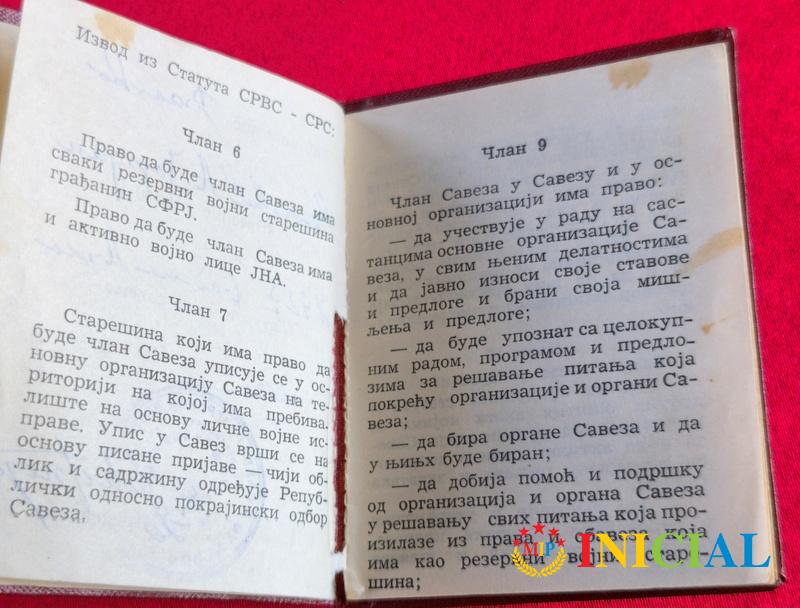 Извод из Статута СРВС - СРС:
Члан 6
Право да буде члан Савеза има
сваки резервни војни старешина
грађанин СФРЈ.
Право да буде члан Савеза има
и активно војно лице ЈНА.
Члан 7
Старешина који има право да
буде члан Савеза уписује се у ос-
новну организацију Савеза на те-
риторији на којој има пребива-
лиште на основу личне војне ис-
праве. Упис у Савез врши се на
основу писане пријаве — чији об-
лик и садржину одређује Репуб-
лички односно покрајински одбор
Савеза.
Члан 9
Члан Савеза у Савезу и у ос-
новној организацији има право:
— да учествује у раду на сас-
танцима основне организације Са-
веза, у свим њеним делатностима
и да јавно износи своје ставове
и предлоге и брани своја миш-
љења и предлоге;
— да буде упознат са целокуп-
ним радом, програмом и предло-
зима за решавање питања која
покрећу организације и органи Са-
веза;
— да бира органе Савеза и да
у њих буде биран;
— да добија помоћ и подршку
од организација и органа Савеза
у решавању свих питања која про-
изилазе из права и обавеза која
има као резервни војни старе-
шина;
MIP INICIAL